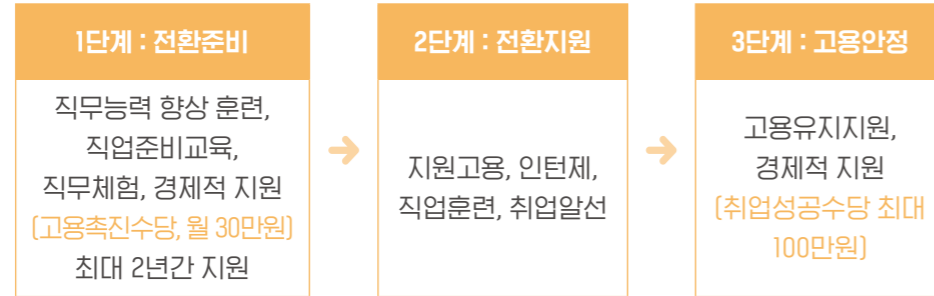 1단계 : 전환준비
직무능력 향상 훈련,
직업준비교육,
직무체험, 경제적 지원
(고용촉진수당, 월 30만원)
최대 2년간 지원
2단계 : 전환지원
지원고용, 인턴제,
직업훈련, 취업알선
3단계 : 고용안정
고용유지지원,
경제적 지원
(취업성공수당 최대
100만원)